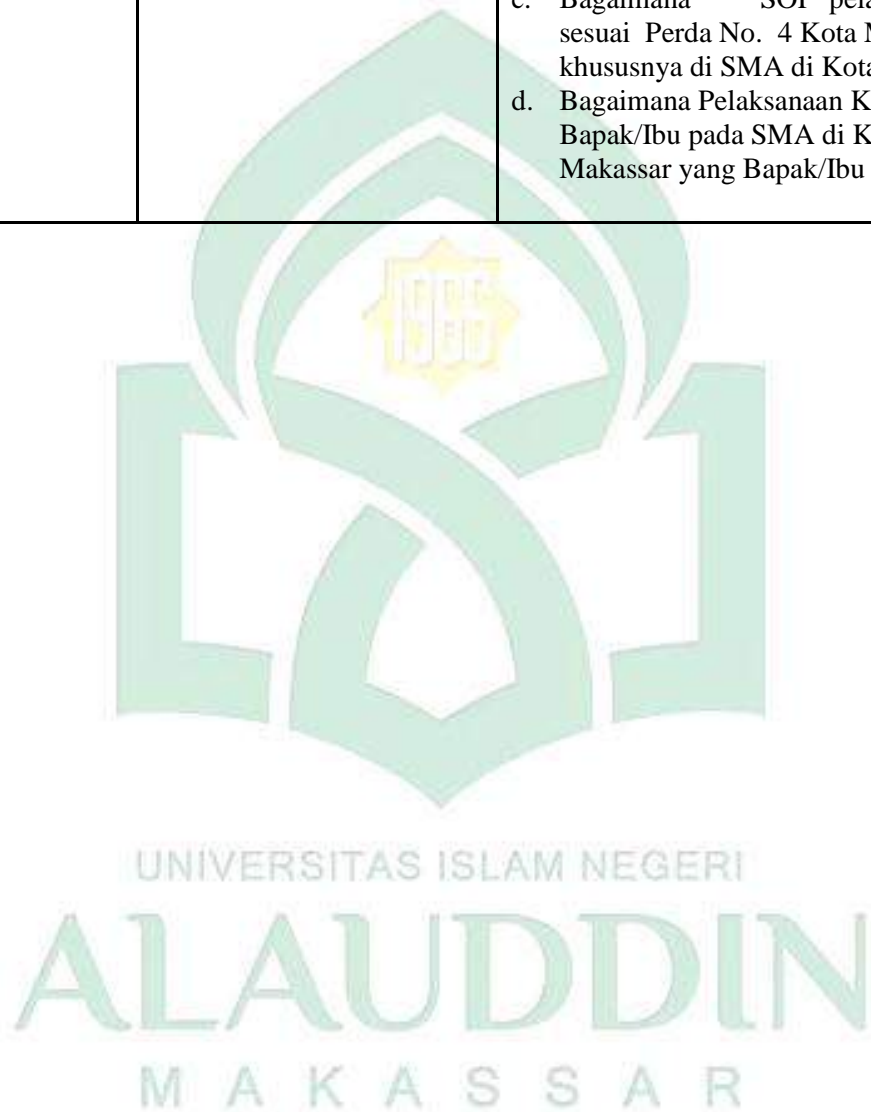 c. Bagaimana SOP pela
sesuai Perda No. 4 Kota M
khususnya di SMA di Kota
d. Bagaimana Pelaksanaan K
Bapak/Ibu pada SMA di K
Makassar yang Bapak/Ibu
1965
UNIVERSITAS ISLAM NEGERI
ALAUDDIN
MAKASSAR